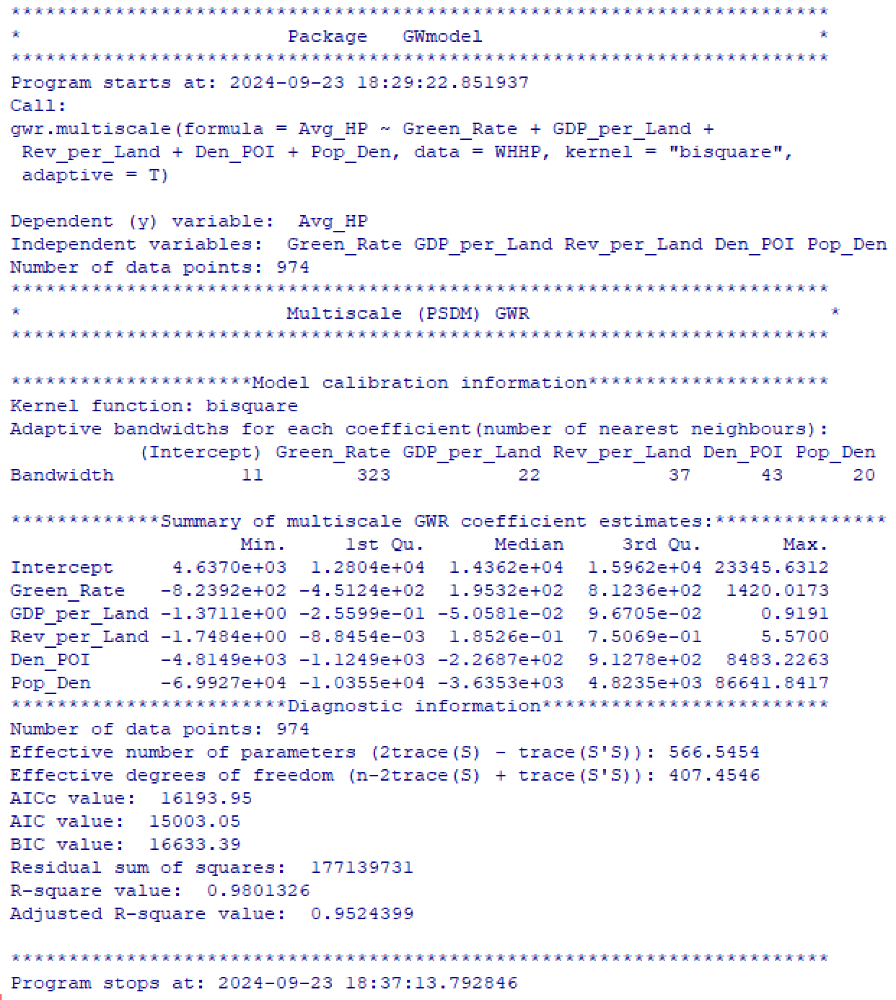 ***********************************************************************
*                       Package   GWmodel                             *
***********************************************************************
Program starts at: 2024-09-23 18:29:22.851937
Call:
gwr.multiscale(formula = Avg_HP ~ Green_Rate + GDP_per_Land +
 Rev_per_Land + Den_POI + Pop_Den, data = WHHP, kernel = "bisquare",
 adaptive = T)
Dependent (y) variable:  Avg_HP
Independent variables:  Green_Rate GDP_per_Land Rev_per_Land Den_POI Pop_Den
Number of data points: 974
***********************************************************************
*                       Multiscale (PSDM) GWR                          *
***********************************************************************
*********************Model calibration information*********************
Kernel function: bisquare
Adaptive bandwidths for each coefficient(number of nearest neighbours):
           (Intercept) Green_Rate GDP_per_Land Rev_per_Land Den_POI Pop_Den
Bandwidth           11        323           22           37      43      20
*************Summary of multiscale GWR coefficient estimates:***************
                    Min.     1st Qu.      Median     3rd Qu.       Max.
Intercept     4.6370e+03  1.2804e+04  1.4362e+04  1.5962e+04 23345.6312
Green_Rate   -8.2392e+02 -4.5124e+02  1.9532e+02  8.1236e+02  1420.0173
GDP_per_Land -1.3711e+00 -2.5599e-01 -5.0581e-02  9.6705e-02     0.9191
Rev_per_Land -1.7484e+00 -8.8454e-03  1.8526e-01  7.5069e-01     5.5700
Den_POI      -4.8149e+03 -1.1249e+03 -2.2687e+02  9.1278e+02  8483.2263
Pop_Den      -6.9927e+04 -1.0355e+04 -3.6353e+03  4.8235e+03 86641.8417
************************Diagnostic information*************************
Number of data points: 974
Effective number of parameters (2trace(S) - trace(S'S)): 566.5454
Effective degrees of freedom (n-2trace(S) + trace(S'S)): 407.4546
AICc value:  16193.95
AIC value:  15003.05
BIC value:  16633.39
Residual sum of squares:  177139731
R-square value:  0.9801326
Adjusted R-square value:  0.9524399
***********************************************************************
Program stops at: 2024-09-23 18:37:13.792846